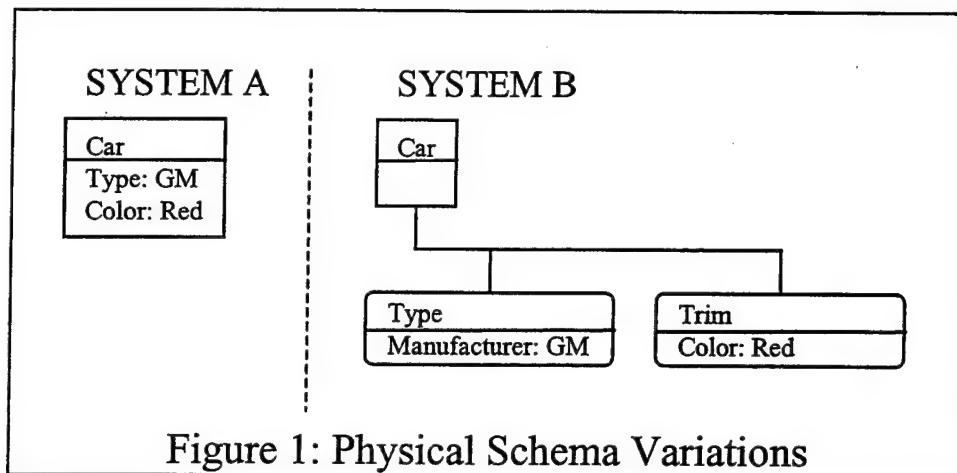 SYSTEM A
Car
Type: GM
Color: Red
SYSTEM B
Car
Type
Manufacturer: GM
Trim
Color: Red
Figure 1: Physical Schema Variations